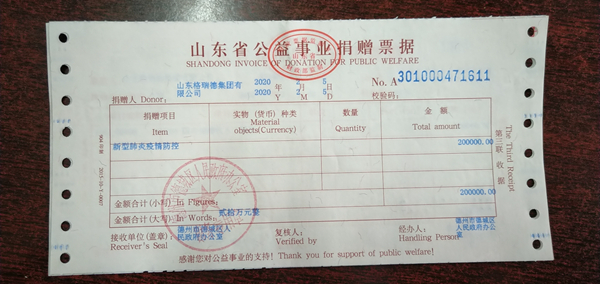 山东省公益事业捐赠票据
SHANDONG INVOICE OF DONATION FOR PUBLIC WELFARE
捐赠人 Donor: 山东格瑞德集团有限公司
2020 年 2 月 5 日
2020 Y 2 M 5 D
No. A 301000471611
校验码:
捐赠项目 实物(货币)种类 数量 金额
Item Material objects(Currency) Quantity Total amount
新型肺炎疫情防控 200000.00
金额合计(小写) In Figures: 200000.00
金额合计(大写) In Words: 贰拾万元整
接收单位(盖章): 德州市德城区人民政府办公室
Receiver's Seal
复核人:
Verified by
经办人: 德州市德城区人民政府办公室
Handling Person
感谢您对公益事业的支持! Thank you for support of public welfare!
第三联 收据
The Third Receipt